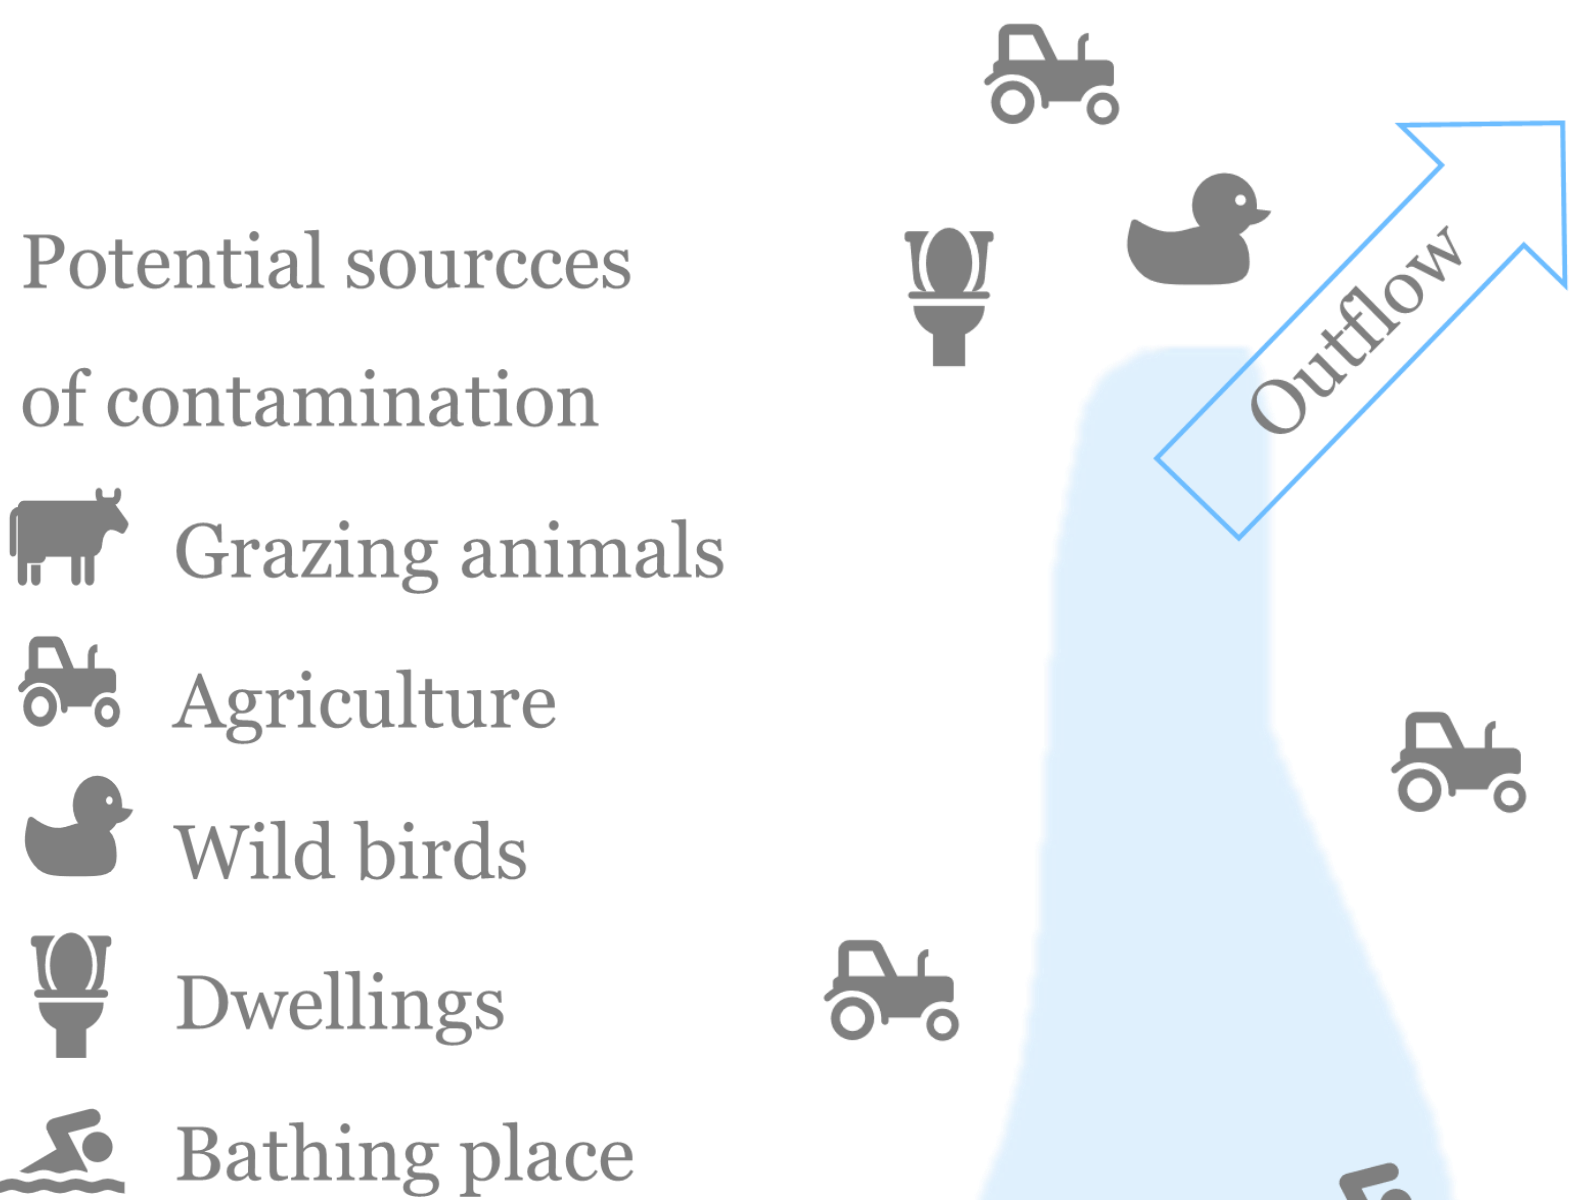 Potential sourcces
of contamination
Grazing animals
Agriculture
Wild birds
Dwellings
Bathing place
Outflow